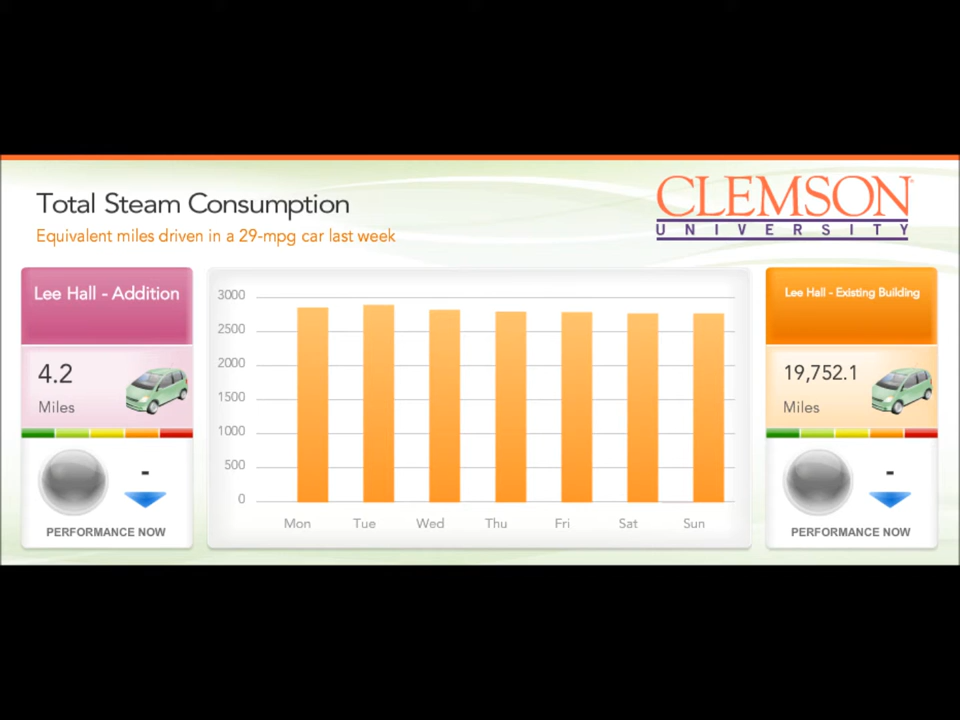 Total Steam Consumption
Equivalent miles driven in a 29-mpg car last week
CLEMSON
UNIVERSITY
Lee Hall - Addition
4.2
Miles
-
PERFORMANCE NOW
3000
2500
2000
1500
1000
500
0
Mon Tue Wed Thu Fri Sat Sun
Lee Hall - Existing Building
19,752.1
Miles
-
PERFORMANCE NOW